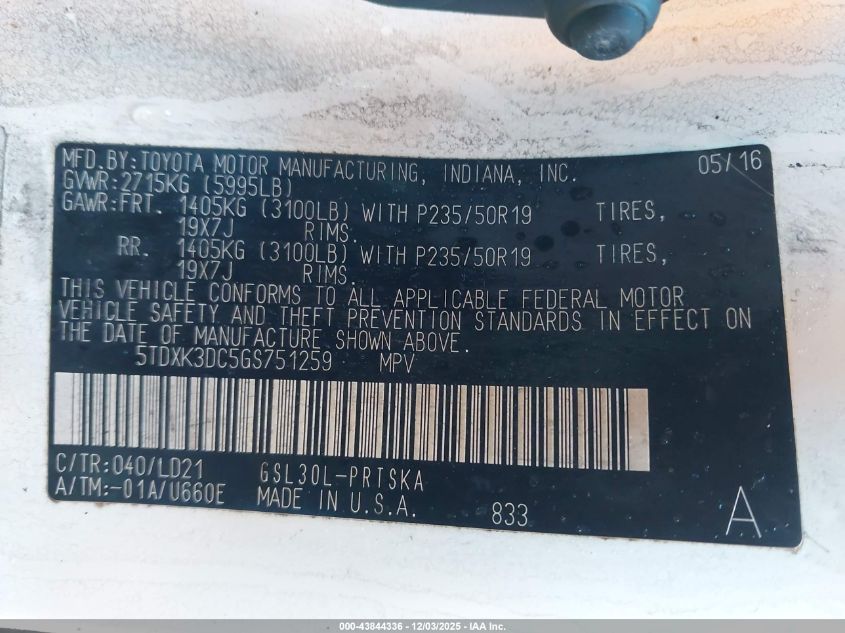 MFD.BY:TOYOTA MOTOR MANUFACTURING, INDIANA, INC. 05/16
GVWR:2715KG (5995LB)
GAWR:FRT. 1405KG (3100LB) WITH P235/50R19 TIRES,
19X7J RIMS.
RR. 1405KG (3100LB) WITH P235/50R19 TIRES,
19X7J RIMS.
THIS VEHICLE CONFORMS TO ALL APPLICABLE FEDERAL MOTOR
VEHICLE SAFETY AND THEFT PREVENTION STANDARDS IN EFFECT ON
THE DATE OF MANUFACTURE SHOWN ABOVE.
5TDXK3DC5GS751259 MPV
C/TR:040/LD21 GSL30L-PRTSKA
A/TM:-01A/U660E MADE IN U.S.A. 833 A
000-43844336 - 12/03/2025 - IAA Inc.